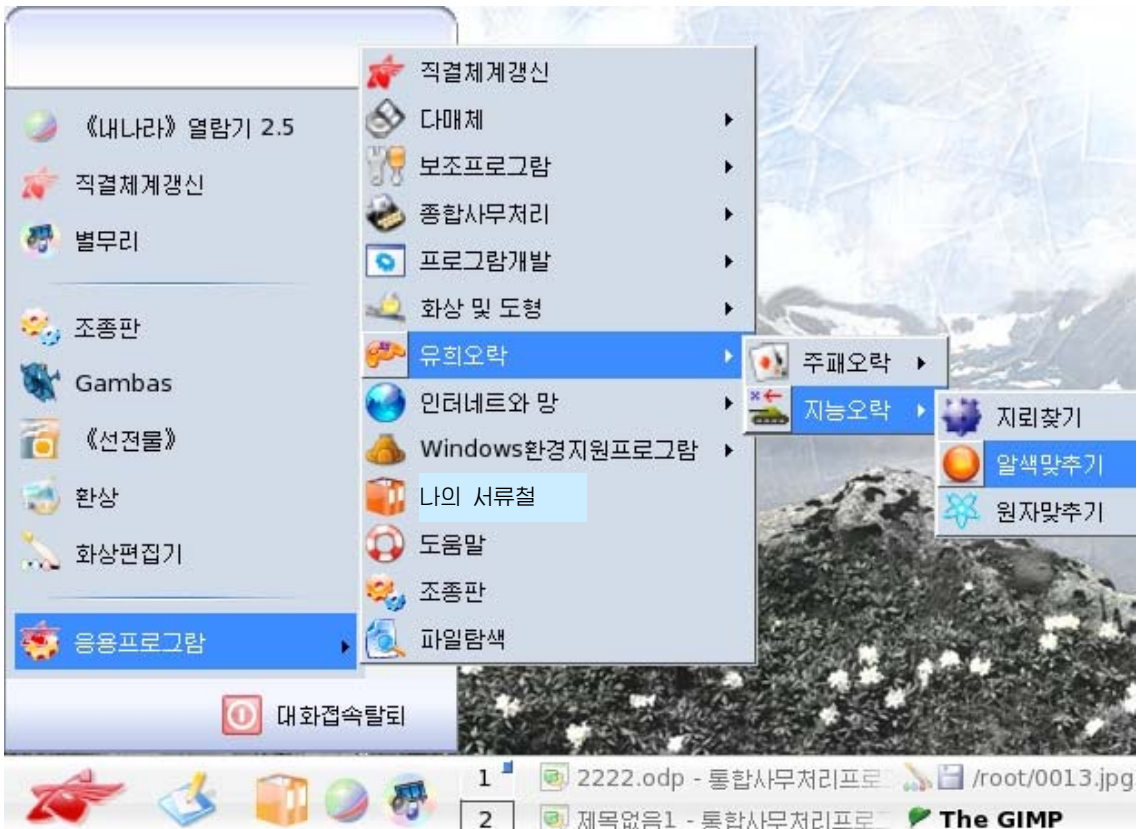 《내나라》 열람기 2.5
직결체계갱신
별무리
조종판
Gambas
《선전물》
환상
화상편집기
응용프로그람
대화접속탈퇴
직결체계갱신
다매체
보조프로그람
종합사무처리
프로그람개발
화상 및 도형
유희오락
인터네트와 망
Windows환경지원프로그람
나의 서류철
도움말
조종판
파일탐색
주패오락
지능오락
지뢰찾기
알색맞추기
원자맞추기
1
2222.odp - 통합사무처리프로
/root/0013.jpg
2
제목없음1 - 통합사무처리프로그
The GIMP